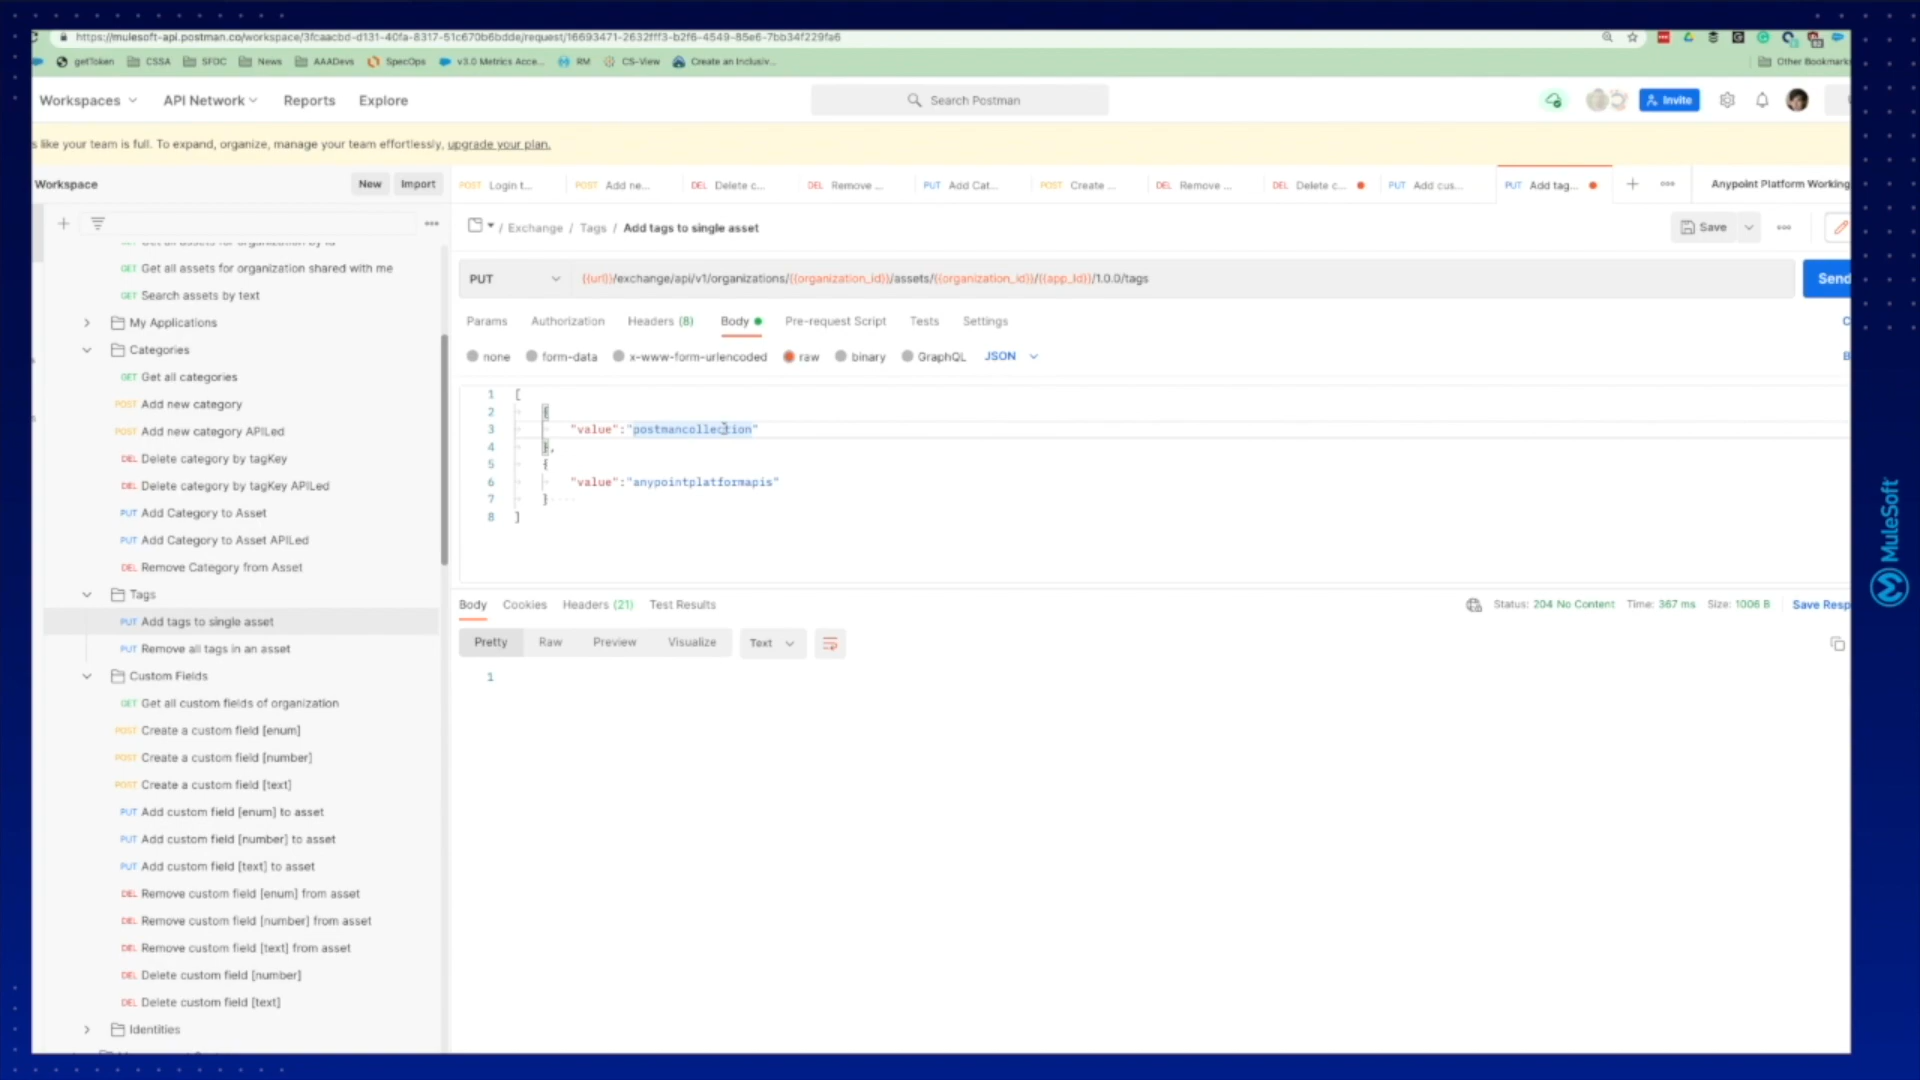 https://mulesoft-api.postman.co/workspace/3fcaacbd-d131-40fa-8317-51c670b6bdde/request/16693471-2632fff3-b2f6-4549-85e6-7bb34f229fa6
getToken CSSA SFDC News AAADevs SpecOps v3.0 Metrics Acce... RM CS-View Create an Inclusiv... Other Bookmark
Workspaces API Network Reports Explore Search Postman Invite
s like your team is full. To expand, organize, manage your team effortlessly, upgrade your plan.
Workspace New Import
POST Login t... POST Add ne... DEL Delete c... DEL Remove ... PUT Add Cat... POST Create ... DEL Remove ... DEL Delete c... PUT Add cus... PUT Add tag... Anypoint Platform Working
/ Exchange / Tags / Add tags to single asset Save
PUT {{url}}/exchange/api/v1/organizations/{{organization_id}}/assets/{{organization_id}}/{{app_Id}}/1.0.0/tags Send
Params Authorization Headers (8) Body Pre-request Script Tests Settings C
none form-data x-www-form-urlencoded raw binary GraphQL JSON B
1 [
2 {
3 "value":"postmancollection"
4 },
5 {
6 "value":"anypointplatformapis"
7 }
8 ]
Body Cookies Headers (21) Test Results Status: 204 No Content Time: 367 ms Size: 1006 B Save Resp
Pretty Raw Preview Visualize Text
1
GET Get all assets for organization by id
GET Get all assets for organization shared with me
GET Search assets by text
My Applications
Categories
GET Get all categories
POST Add new category
POST Add new category APILed
DEL Delete category by tagKey
DEL Delete category by tagKey APILed
PUT Add Category to Asset
PUT Add Category to Asset APILed
DEL Remove Category from Asset
Tags
PUT Add tags to single asset
PUT Remove all tags in an asset
Custom Fields
GET Get all custom fields of organization
POST Create a custom field [enum]
POST Create a custom field [number]
POST Create a custom field [text]
PUT Add custom field [enum] to asset
PUT Add custom field [number] to asset
PUT Add custom field [text] to asset
DEL Remove custom field [enum] from asset
DEL Remove custom field [number] from asset
DEL Remove custom field [text] from asset
DEL Delete custom field [number]
DEL Delete custom field [text]
Identities
MuleSoft